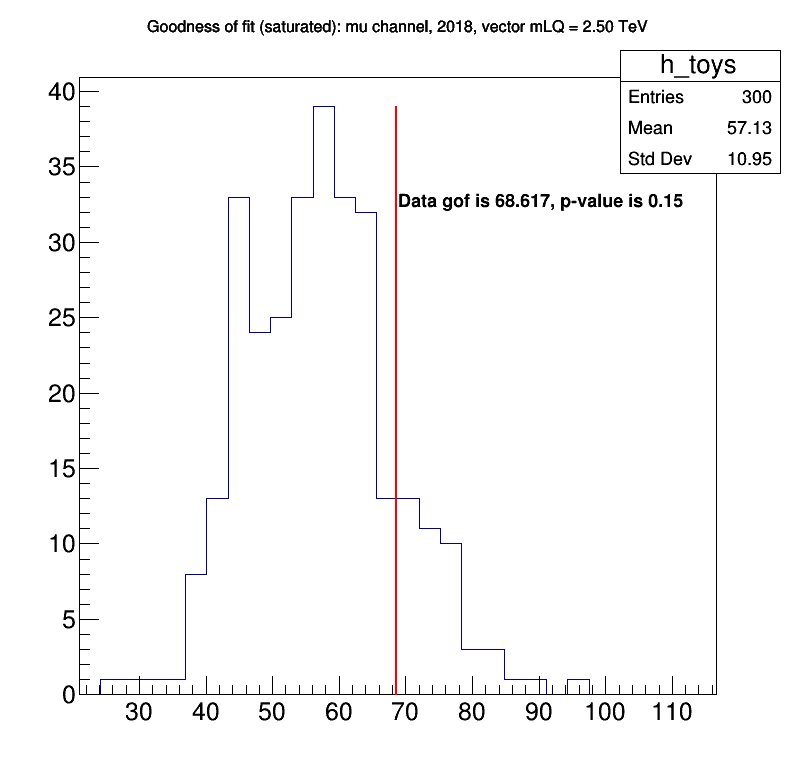 Goodness of fit (saturated): mu channel, 2018, vector mLQ = 2.50 TeV
h_toys
Entries 300
Mean 57.13
Std Dev 10.95
Data gof is 68.617, p-value is 0.15
40
35
30
25
20
15
10
5
0
30 40 50 60 70 80 90 100 110